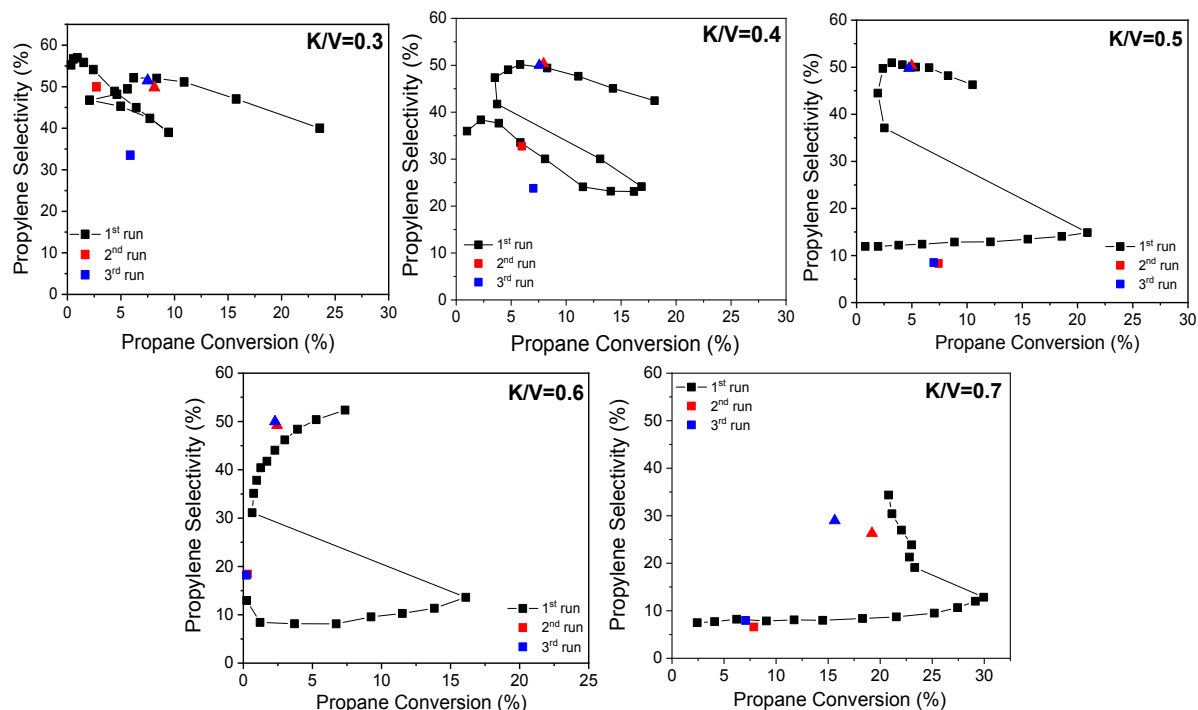 K/V=0.3
Propylene Selectivity (%)
60
55
50
45
40
35
30
25
20
15
10
5
0
1st run
2nd run
3rd run
0 5 10 15 20 25 30
Propane Conversion (%)
K/V=0.4
Propylene Selectivity (%)
60
50
40
30
20
10
0
1st run
2nd run
3rd run
0 5 10 15 20 25 30
Propane Conversion (%)
K/V=0.5
Propylene Selectivity (%)
60
50
40
30
20
10
0
1st run
2nd run
3rd run
0 5 10 15 20 25 30
Propane Conversion (%)
K/V=0.6
Propylene Selectivity (%)
60
50
40
30
20
10
0
1st run
2nd run
3rd run
0 5 10 15 20 25
Propane Conversion (%)
K/V=0.7
Propylene Selectivity (%)
60
50
40
30
20
10
0
1st run
2nd run
3rd run
0 5 10 15 20 25 30
Propane Conversion (%)